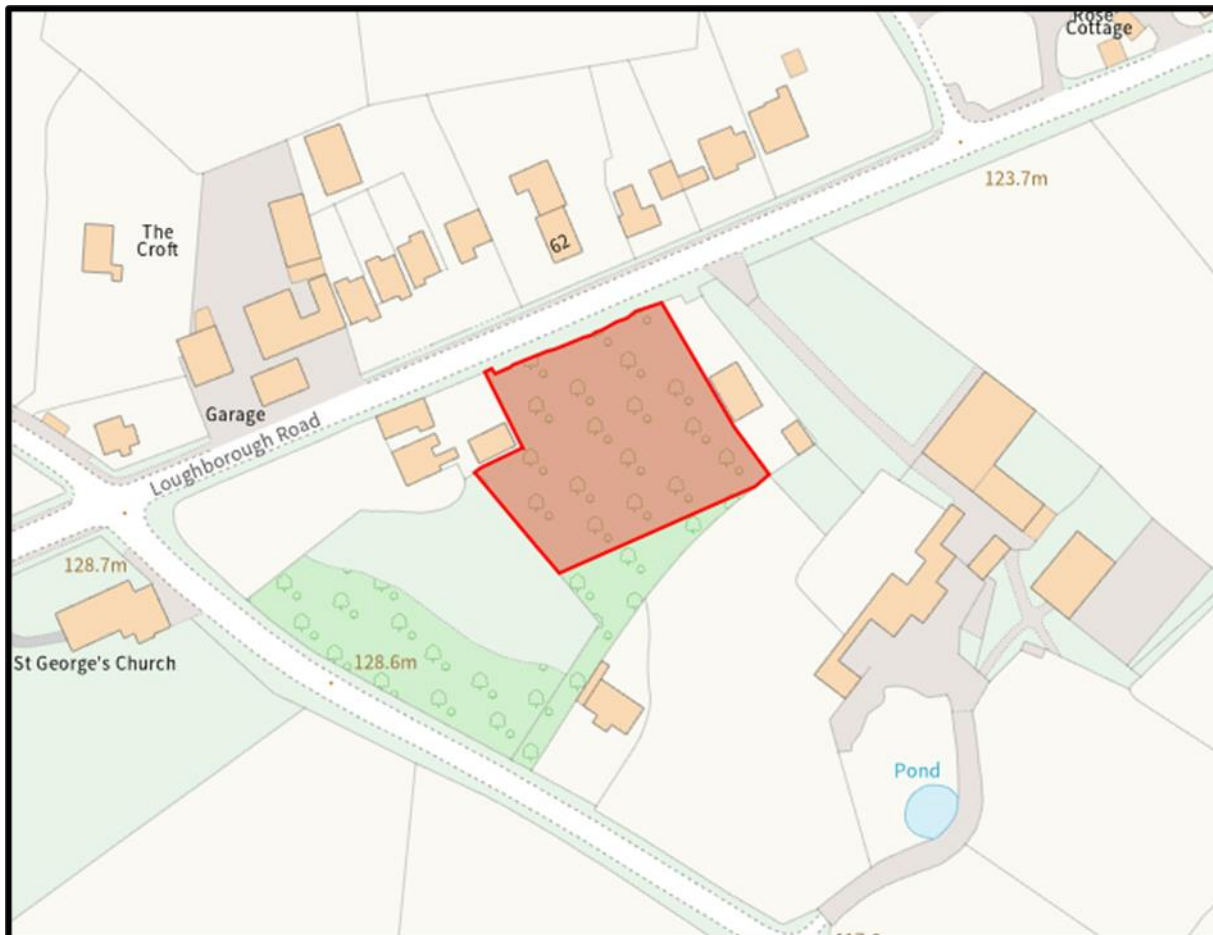 Rose
Cottage
123.7m
The
Croft
62
Garage
Loughborough Road
128.7m
St George's Church
128.6m
Pond